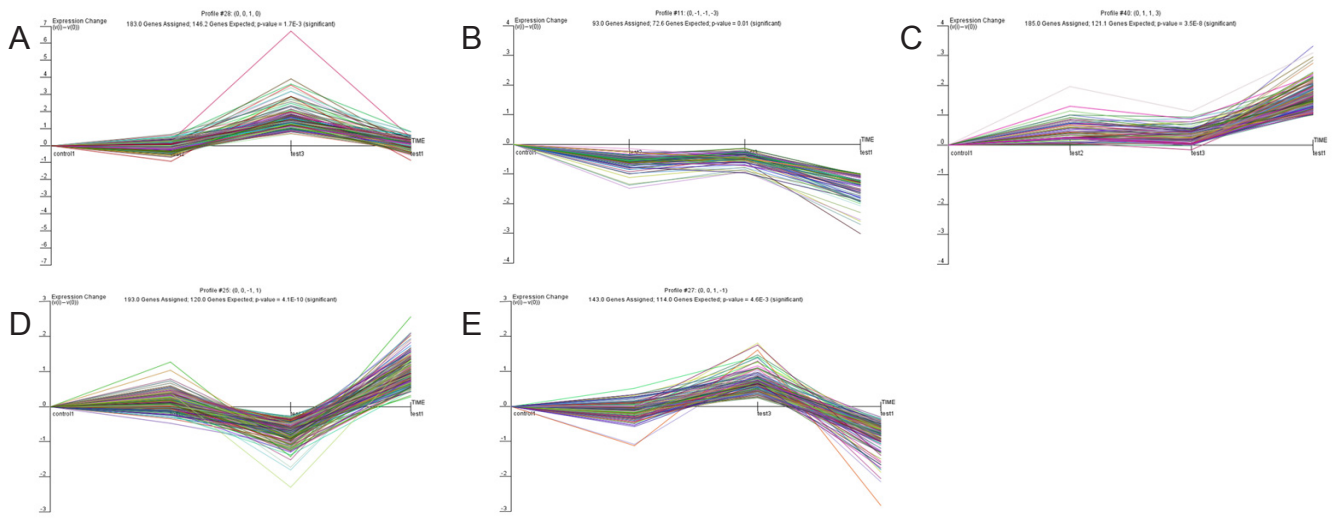 A
Profile #28: (0, 0, 1, 0)
183.0 Genes Assigned; 146.2 Genes Expected; p-value = 1.7E-3 (significant)
Expression Change
(v(i)-v(0))
7
6
5
4
3
2
1
0
-1
-2
-3
-4
-5
-6
-7
control1
test3
TIME
test1
B
Profile #11: (0, -1, -1, -3)
93.0 Genes Assigned; 72.6 Genes Expected; p-value = 0.01 (significant)
Expression Change
(v(i)-v(0))
4
3
2
1
0
-1
-2
-3
-4
control1
TIME
test1
C
Profile #40: (0, 1, 1, 3)
185.0 Genes Assigned; 121.1 Genes Expected; p-value = 3.5E-8 (significant)
Expression Change
(v(i)-v(0))
4
3
2
1
0
-1
-2
-3
-4
control1
test2
test3
TIME
test1
D
Profile #25: (0, 0, -1, 1)
193.0 Genes Assigned; 120.0 Genes Expected; p-value = 4.1E-10 (significant)
Expression Change
(v(i)-v(0))
3
2
1
0
-1
-2
-3
control1
TIME
test1
E
Profile #27: (0, 0, 1, -1)
143.0 Genes Assigned; 114.0 Genes Expected; p-value = 4.6E-3 (significant)
Expression Change
(v(i)-v(0))
3
2
1
0
-1
-2
-3
control1
test3
TIME
test1